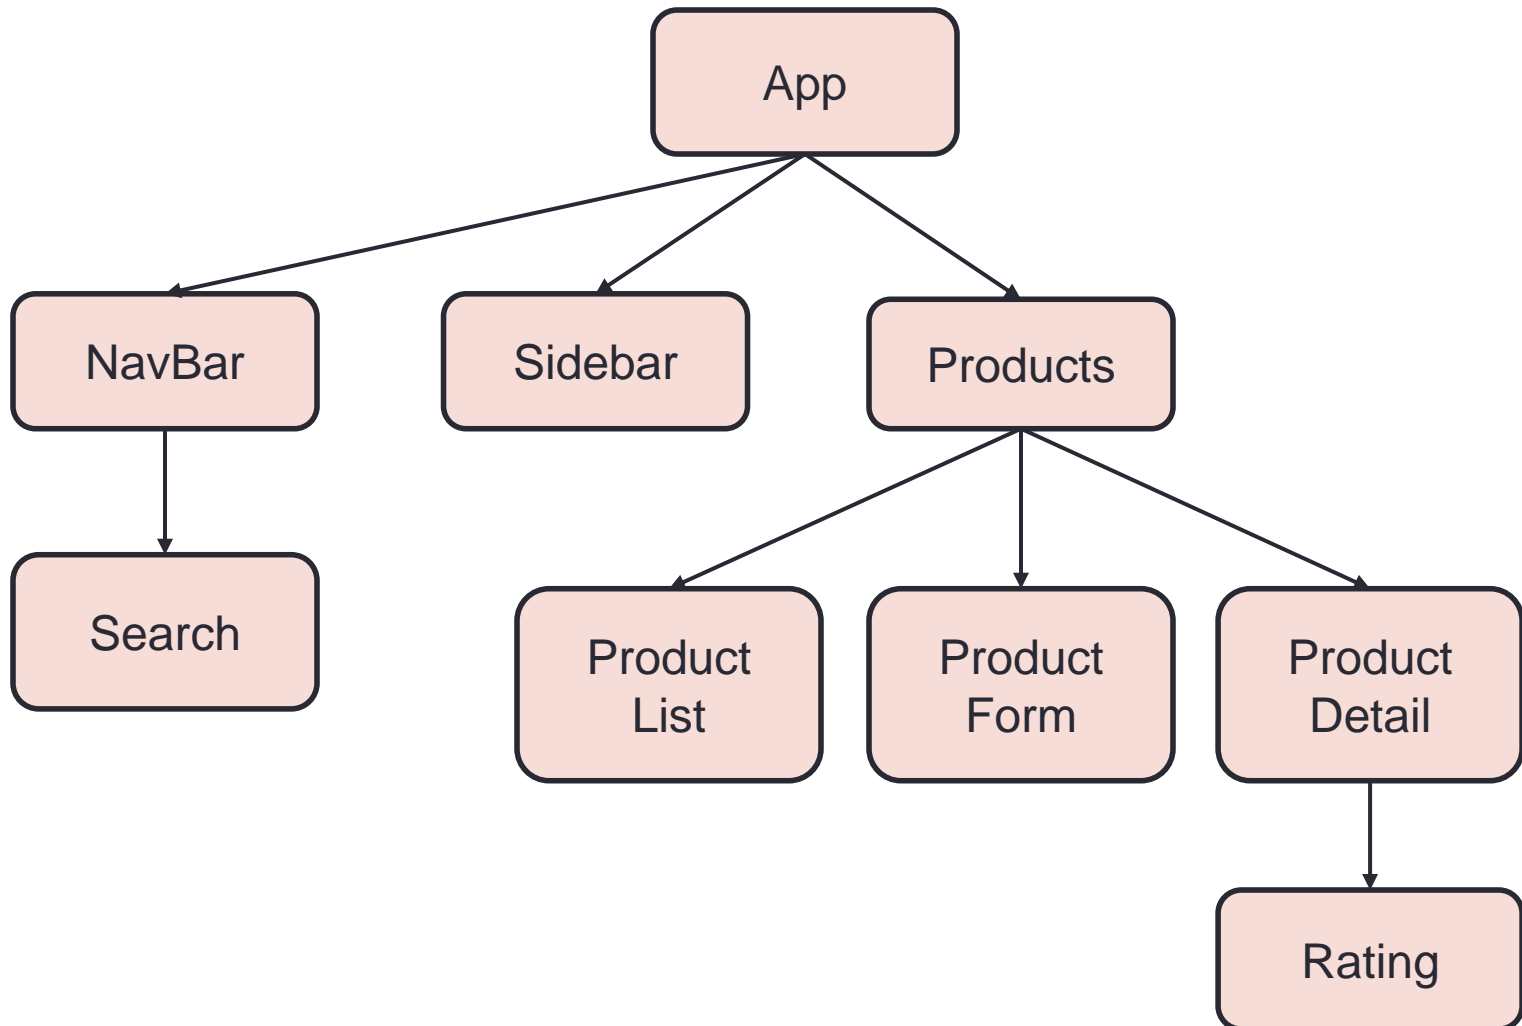 App
NavBar
Sidebar
Products
Search
Product
List
Product
Form
Product
Detail
Rating